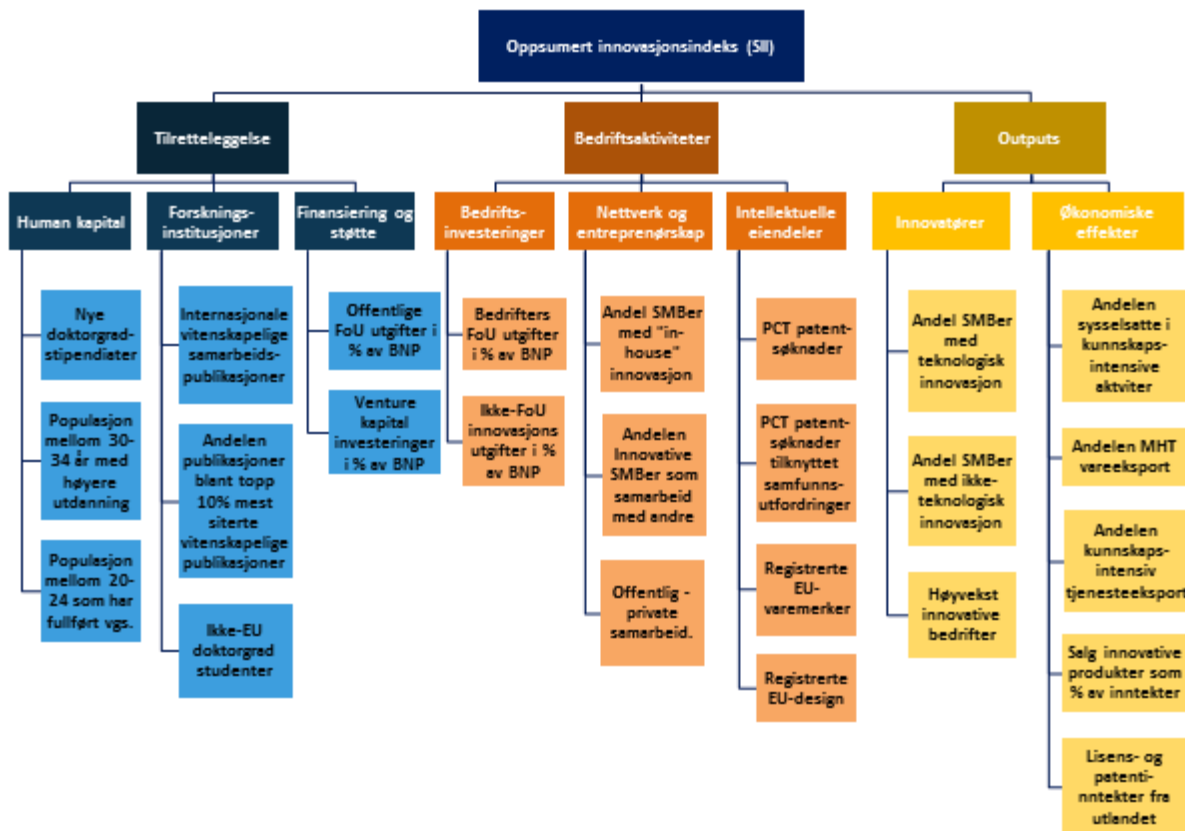 Oppsumert innovasjonsindeks (SII)
Tilretteleggelse
Bedriftsaktiviteter
Outputs
Human kapital
Forsknings-
institusjoner
Finansiering og
støtte
Bedrifts-
investeringer
Nettverk og
entreprenørskap
Intellektuelle
eiendeler
Innovatører
Økonomiske
effekter
Nye
doktorgrad-
stipendiater
Populasjon
mellom 30-
34 år med
høyere
utdanning
Populasjon
mellom 20-
24 som har
fullført vgs.
Internasjonale
vitenskapelige
samarbeids-
publikasjoner
Andelen
publikasjoner
blant topp
10% mest
siterte
vitenskapelige
publikasjoner
Ikke-EU
doktorgrad
studenter
Offentlige
FoU utgifter i
% av BNP
Venture
kapital
investeringer
i % av BNP
Bedrifters
FoU utgifter
i % av BNP
Ikke-FoU
innovasjons
utgifter i %
av BNP
Andel SMBer
med "in-
house"
innovasjon
Andelen
Innovative
SMBer som
samarbeid
med andre
Offentlig -
private
samarbeid.
PCT patent-
søknader
PCT patent-
søknader
tilknyttet
samfunns-
utfordringer
Registrerte
EU-
varemerker
Registrerte
EU-design
Andel SMBer
med
teknologisk
innovasjon
Andel SMBer
med ikke-
teknologisk
innovasjon
Høyvekst
innovative
bedrifter
Andelen
sysselsatte i
kunnskaps-
intensive
aktviter
Andelen MHT
vareeksport
Andelen
kunnskaps-
intensiv
tjenesteeksport
Salg innovative
produkter som
% av inntekter
Lisens- og
patenti-
nntekter fra
utlandet